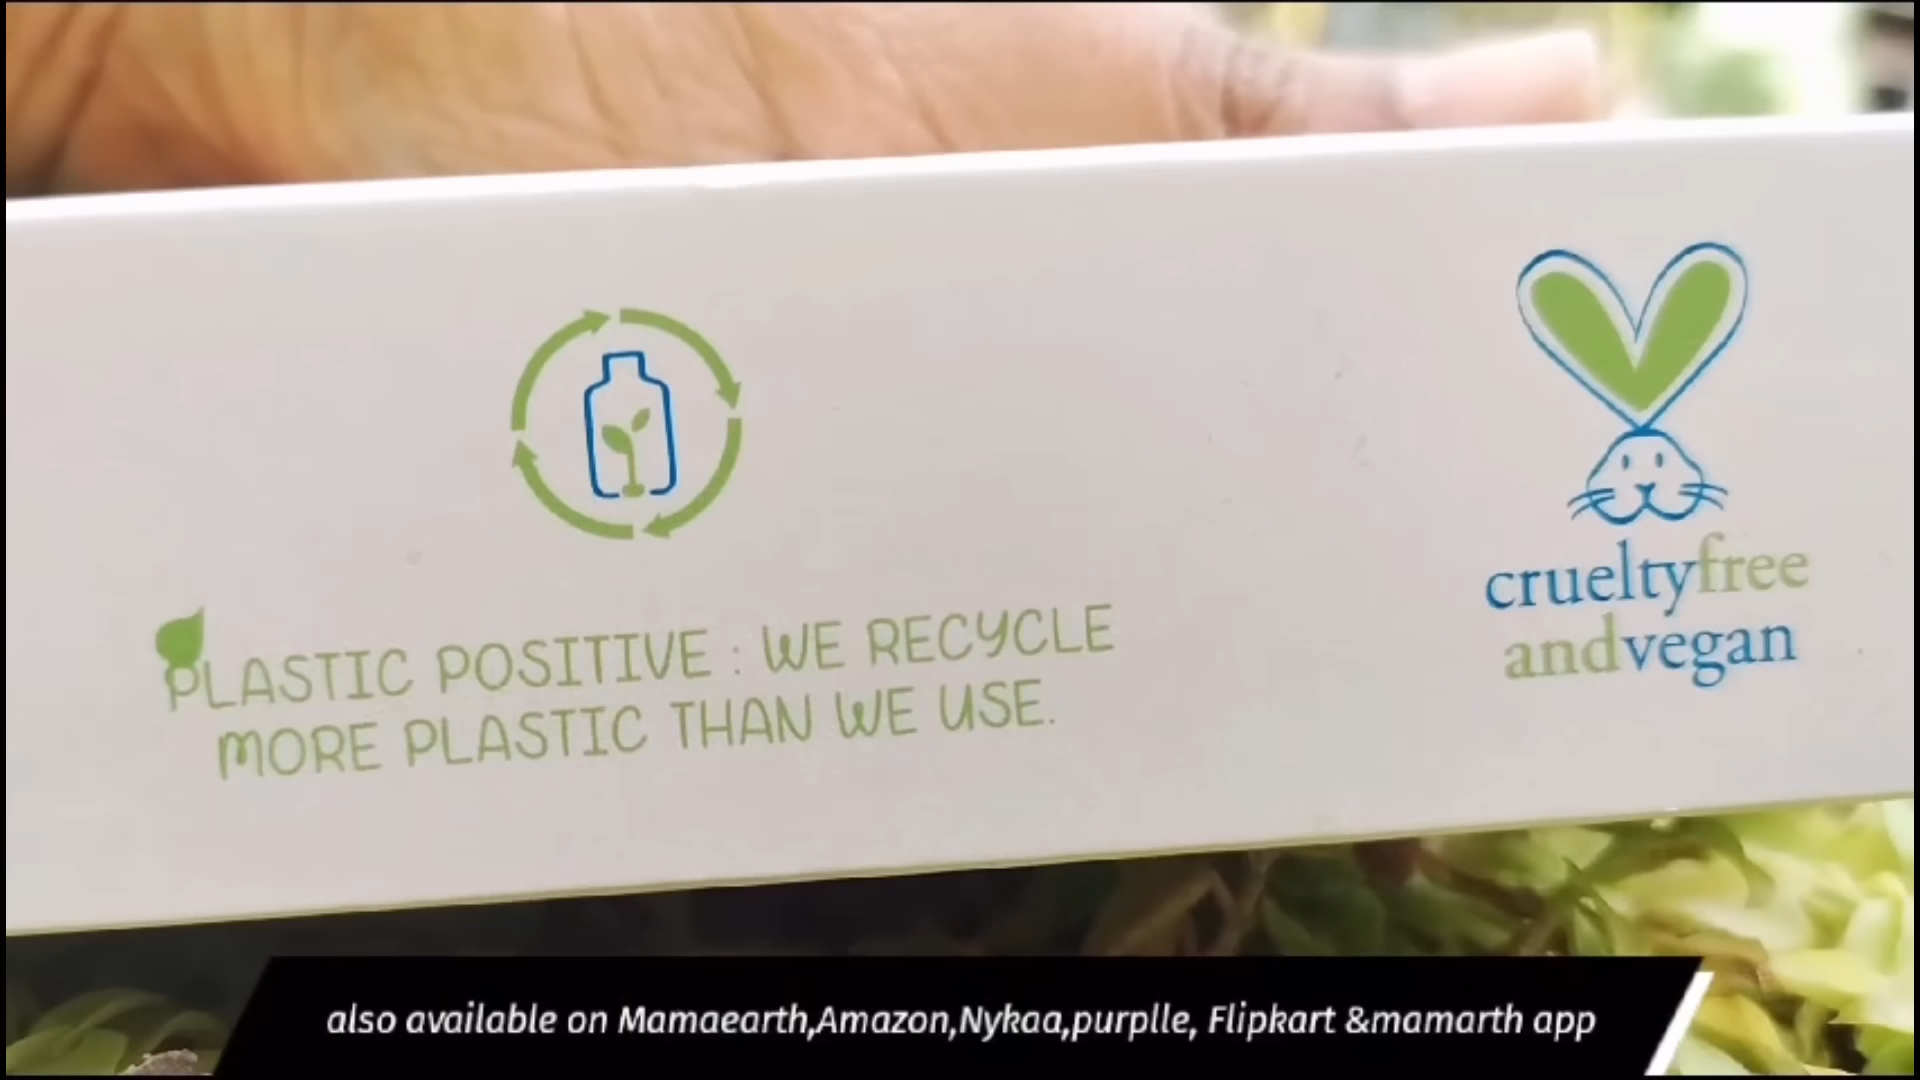 PLASTIC POSITIVE : WE RECYCLE
MORE PLASTIC THAN WE USE.
crueltyfree
andvegan
also available on Mamaearth,Amazon,Nykaa,purplle, Flipkart &mamarth app